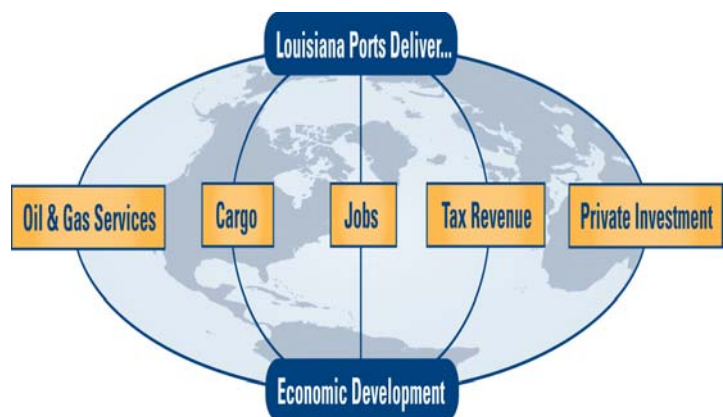 Louisiana Ports Deliver...
Oil & Gas Services
Cargo
Jobs
Tax Revenue
Private Investment
Economic Development